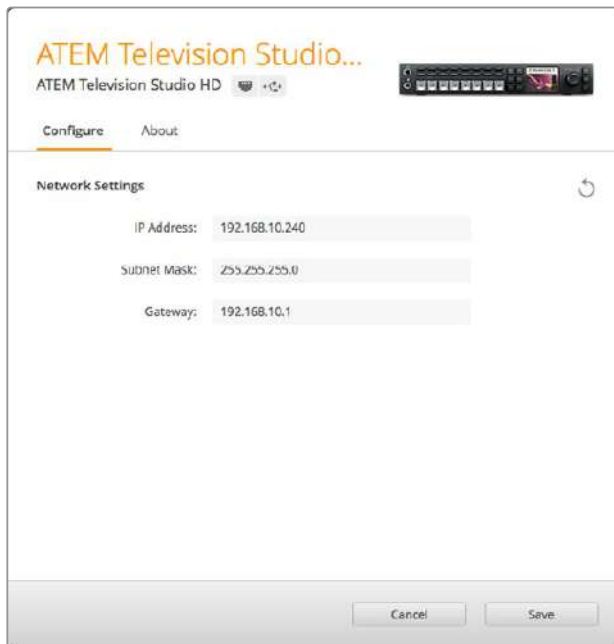 ATEM Television Studio...
ATEM Television Studio HD
Configure About
Network Settings
IP Address: 192.168.10.240
Subnet Mask: 255.255.255.0
Gateway: 192.168.10.1
Cancel Save